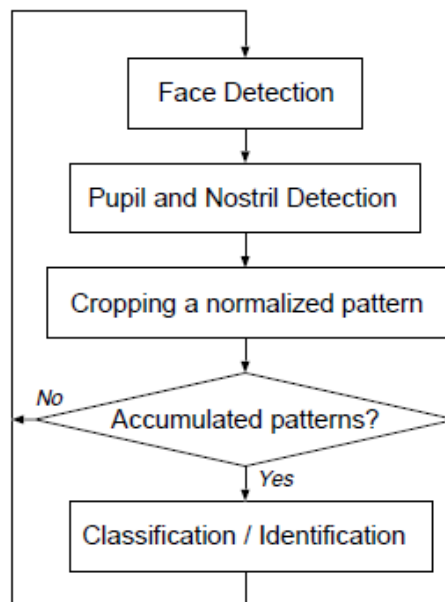 Face Detection
Pupil and Nostril Detection
Cropping a normalized pattern
No
Accumulated patterns?
Yes
Classification / Identification